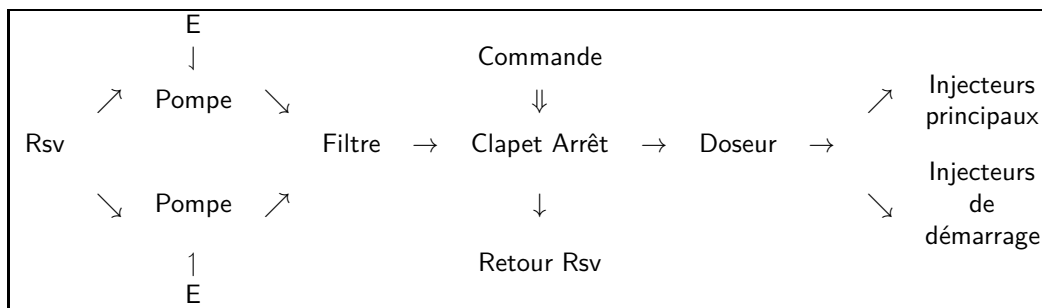 E
↓
Commande
↗ Pompe ↘ ⇓ ↗ Injecteurs
principaux
Rsv Filtre → Clapet Arrêt → Doseur →
↘ Pompe ↗ ↓ ↘ Injecteurs
de
démarrage
↑ Retour Rsv
E